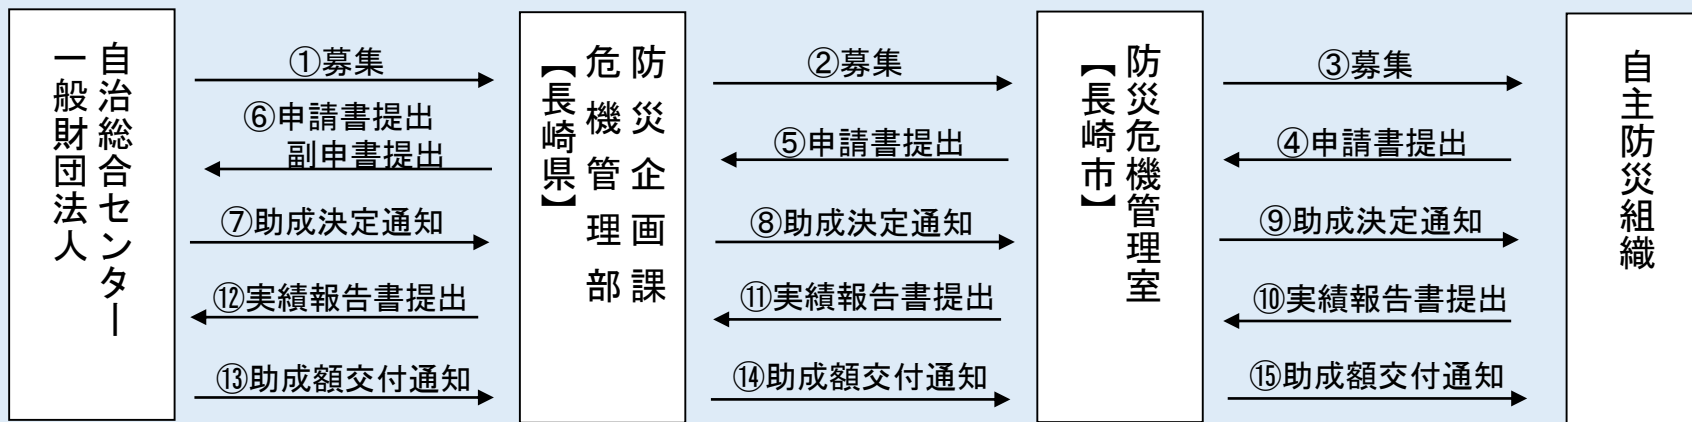 自治総合センター
一般財団法人
①募集
⑥申請書提出
副申書提出
⑦助成決定通知
⑫実績報告書提出
⑬助成額交付通知
防災企画課
危機管理部
【長崎県】
②募集
⑤申請書提出
⑧助成決定通知
⑪実績報告書提出
⑭助成額交付通知
防災危機管理室
【長崎市】
③募集
④申請書提出
⑨助成決定通知
⑩実績報告書提出
⑮助成額交付通知
自主防災組織